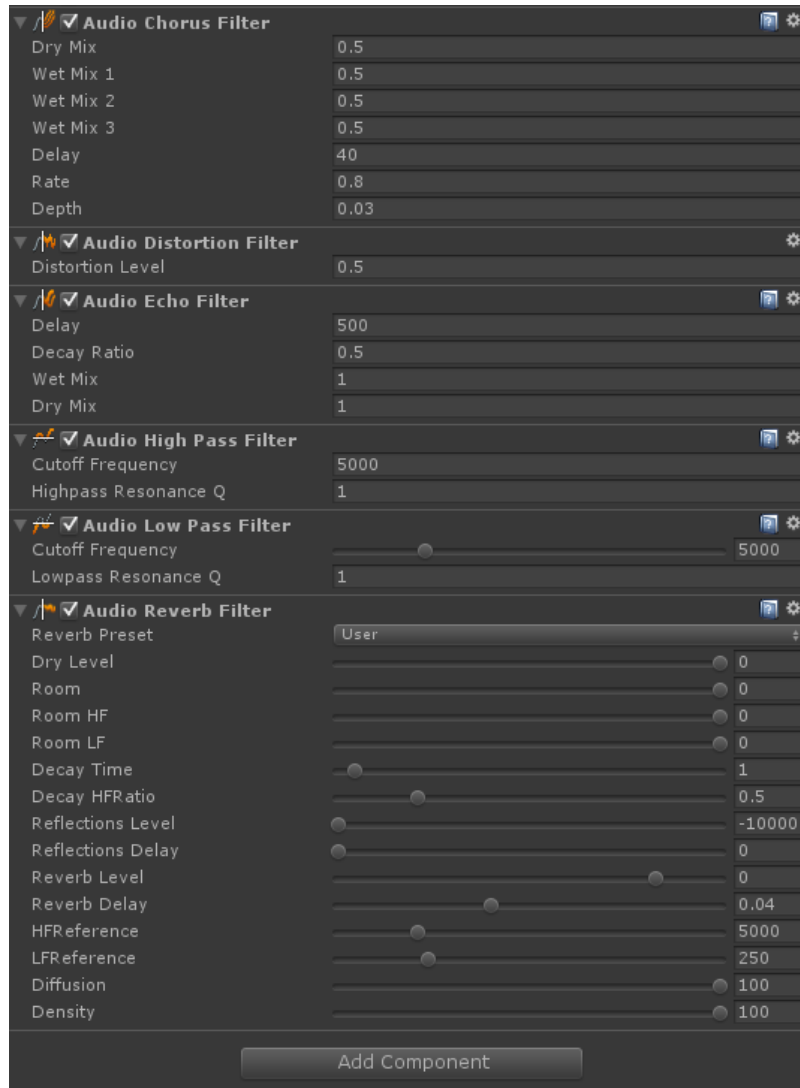 Audio Chorus Filter
Dry Mix 0.5
Wet Mix 1 0.5
Wet Mix 2 0.5
Wet Mix 3 0.5
Delay 40
Rate 0.8
Depth 0.03
Audio Distortion Filter
Distortion Level 0.5
Audio Echo Filter
Delay 500
Decay Ratio 0.5
Wet Mix 1
Dry Mix 1
Audio High Pass Filter
Cutoff Frequency 5000
Highpass Resonance Q 1
Audio Low Pass Filter
Cutoff Frequency 5000
Lowpass Resonance Q 1
Audio Reverb Filter
Reverb Preset User
Dry Level 0
Room 0
Room HF 0
Room LF 0
Decay Time 1
Decay HFRatio 0.5
Reflections Level -10000
Reflections Delay 0
Reverb Level 0
Reverb Delay 0.04
HFReference 5000
LFReference 250
Diffusion 100
Density 100
Add Component